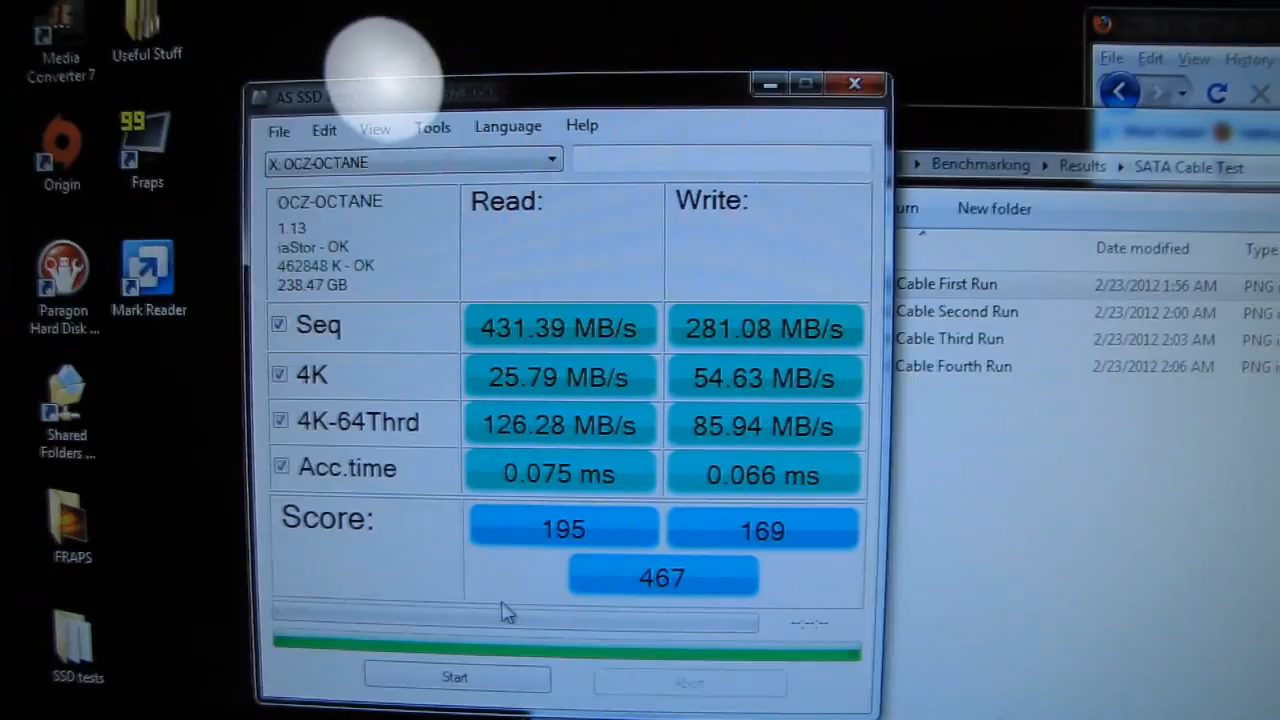 Media
Converter 7
Useful Stuff
Origin
99
Fraps
Paragon
Hard Disk ...
Mark Reader
Shared
Folders ...
FRAPS
SSD tests
AS SSD
File Edit View Tools Language Help
X: OCZ-OCTANE
OCZ-OCTANE
1.13
iaStor - OK
462848 K - OK
238.47 GB
Read:
Write:
Seq 431.39 MB/s 281.08 MB/s
4K 25.79 MB/s 54.63 MB/s
4K-64Thrd 126.28 MB/s 85.94 MB/s
Acc.time 0.075 ms 0.066 ms
Score: 195 169
467
--:--:--
Start Abort
File Edit View History
Benchmarking Results SATA Cable Test
urn New folder
Date modified Type
Cable First Run 2/23/2012 1:56 AM PNG i
Cable Second Run 2/23/2012 2:00 AM PNG i
Cable Third Run 2/23/2012 2:03 AM PNG i
Cable Fourth Run 2/23/2012 2:06 AM PNG i